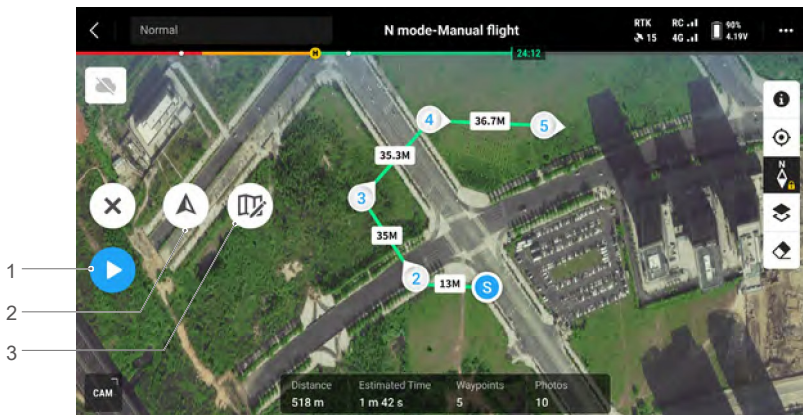 Normal
N mode-Manual flight
RTK
15
RC
4G
90%
4.19V
H
24:12
4
36.7M
5
35.3M
N
3
35M
2
13M
S
1
2
3
CAM
Distance
518 m
Estimated Time
1 m 42 s
Waypoints
5
Photos
10